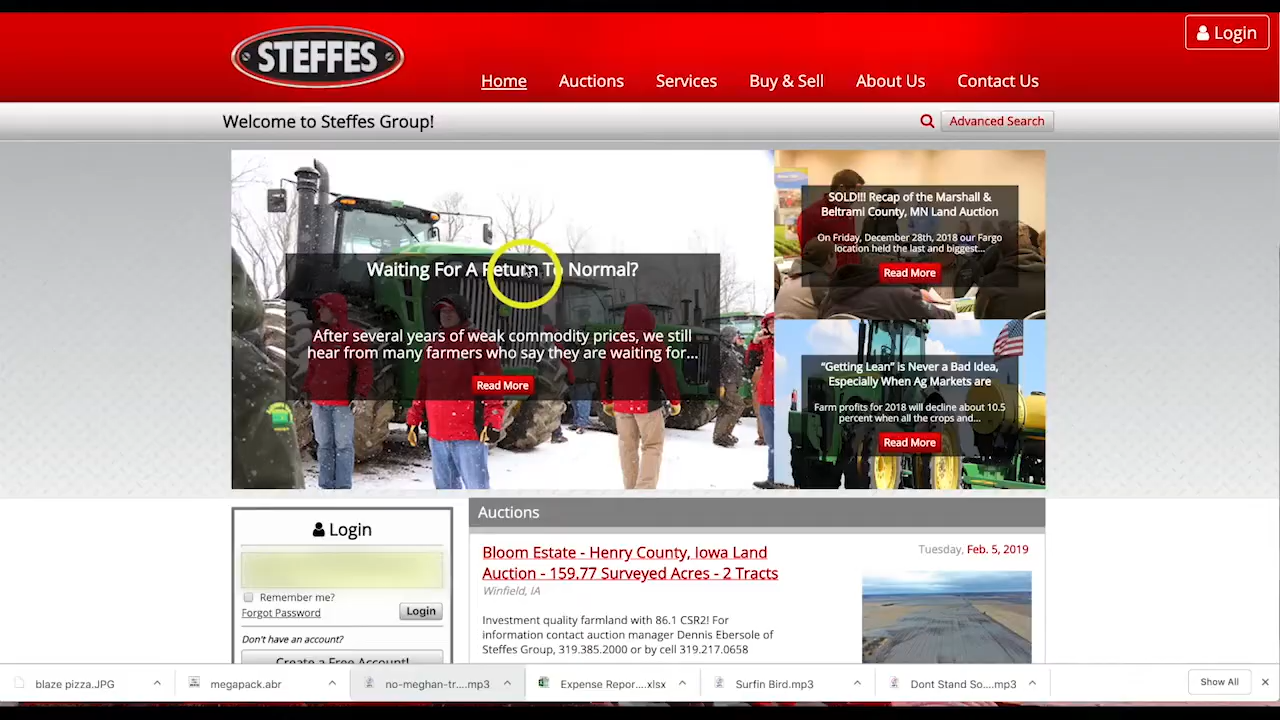 STEFFES
Login
Home
Auctions
Services
Buy & Sell
About Us
Contact Us
Welcome to Steffes Group!
Advanced Search
Waiting For A Return To Normal?
After several years of weak commodity prices, we still
hear from many farmers who say they are waiting for...
Read More
SOLD!!! Recap of the Marshall &
Beltrami County, MN Land Auction
On Friday, December 28th, 2018 our Fargo
location held the last and biggest...
Read More
“Getting Lean” is Never a Bad Idea,
Especially When Ag Markets are
Farm profits for 2018 will decline about 10.5
percent when all the crops and...
Read More
Login
Remember me?
Forgot Password
Login
Don't have an account?
Create a Free Account!
Auctions
Bloom Estate - Henry County, Iowa Land
Auction - 159.77 Surveyed Acres - 2 Tracts
Tuesday, Feb. 5, 2019
Winfield, IA
Investment quality farmland with 86.1 CSR2! For
information contact auction manager Dennis Ebersole of
Steffes Group, 319.385.2000 or by cell 319.217.0658
blaze pizza.JPG
megapack.abr
no-meghan-tr....mp3
Expense Repor....xlsx
Surfin Bird.mp3
Dont Stand So....mp3
Show All